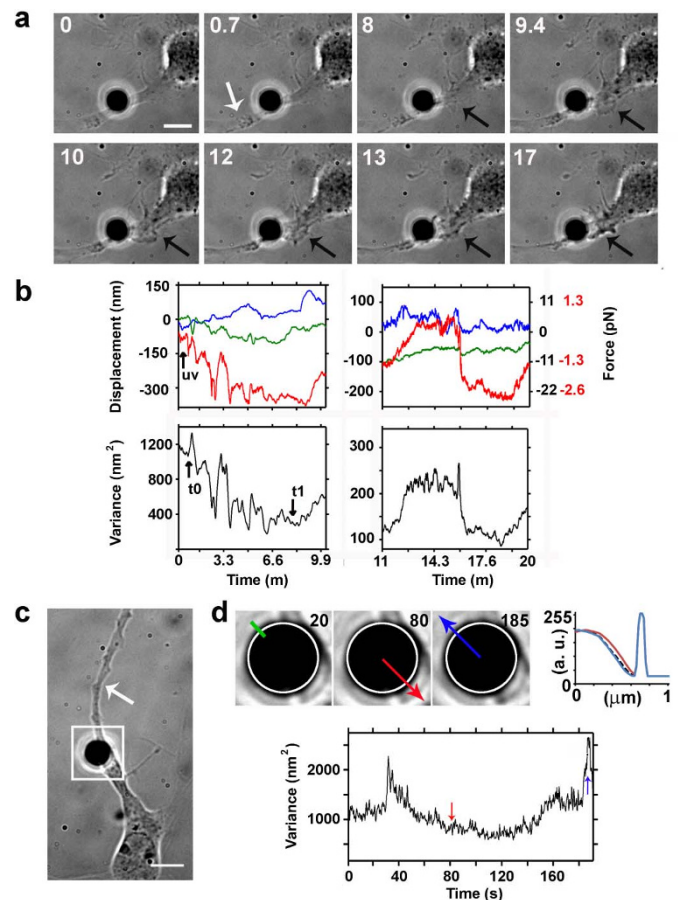 a
0 0.7 8 9.4
10 12 13 17
b
Displacement (nm)
150
0
-150
-300
uv
100
0
-100
-200
11
0
-11
-22
1.3
-1.3
-2.6
Force (pN)
Variance (nm²)
1200
800
400
t0
t1
0 3.3 6.6 9.9
Time (m)
300
200
100
11 14.3 17.6 20
Time (m)
c
d
20 80 185
255
0
(a. u.)
0 (μm) 1
Variance (nm²)
2000
1000
0 40 80 120 160
Time (s)